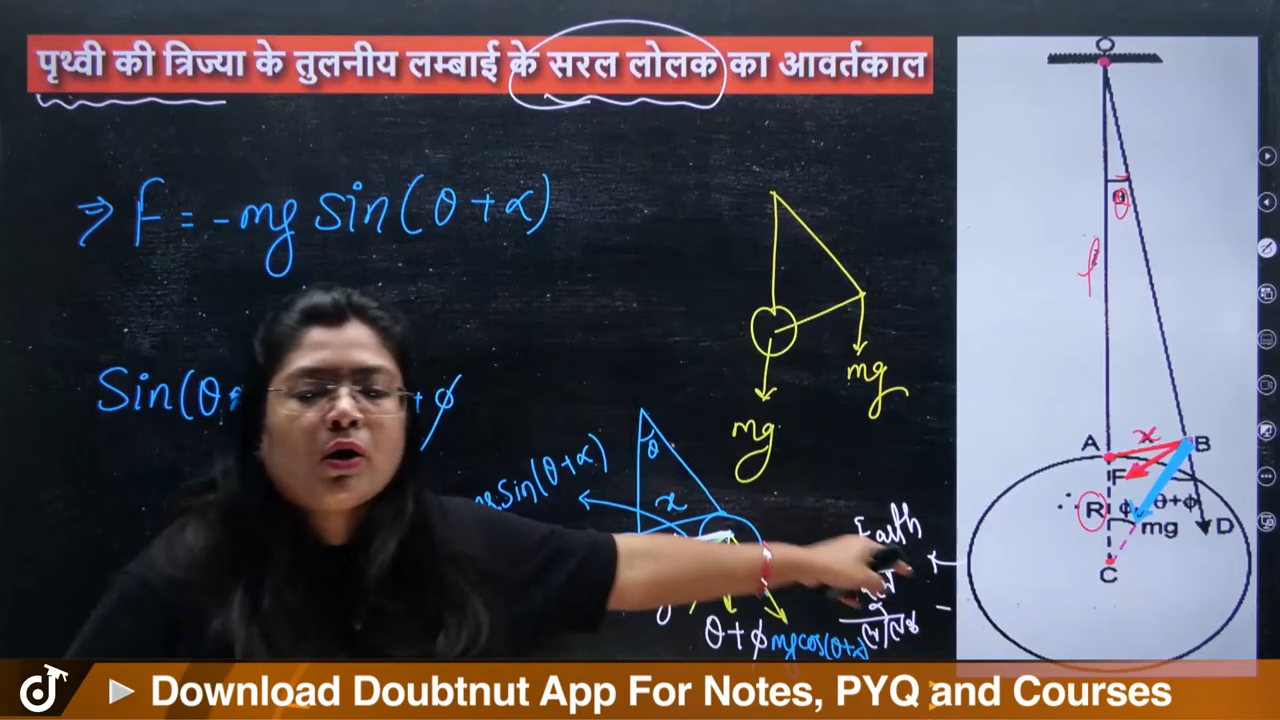 पृथ्वी की त्रिज्या के तुलनीय लम्बाई के सरल लोलक का आवर्तकाल
⇒ F = -mg sin(θ+α)
Sin(θ
+ ϕ
mg
mg
θ
Sin(θ+α)
x
θ+ϕ
mg cos(θ+α)
Earth
O
θ
l
A
x
B
F
R
ϕ
θ+ϕ
mg
D
C
Download Doubtnut App For Notes, PYQ and Courses